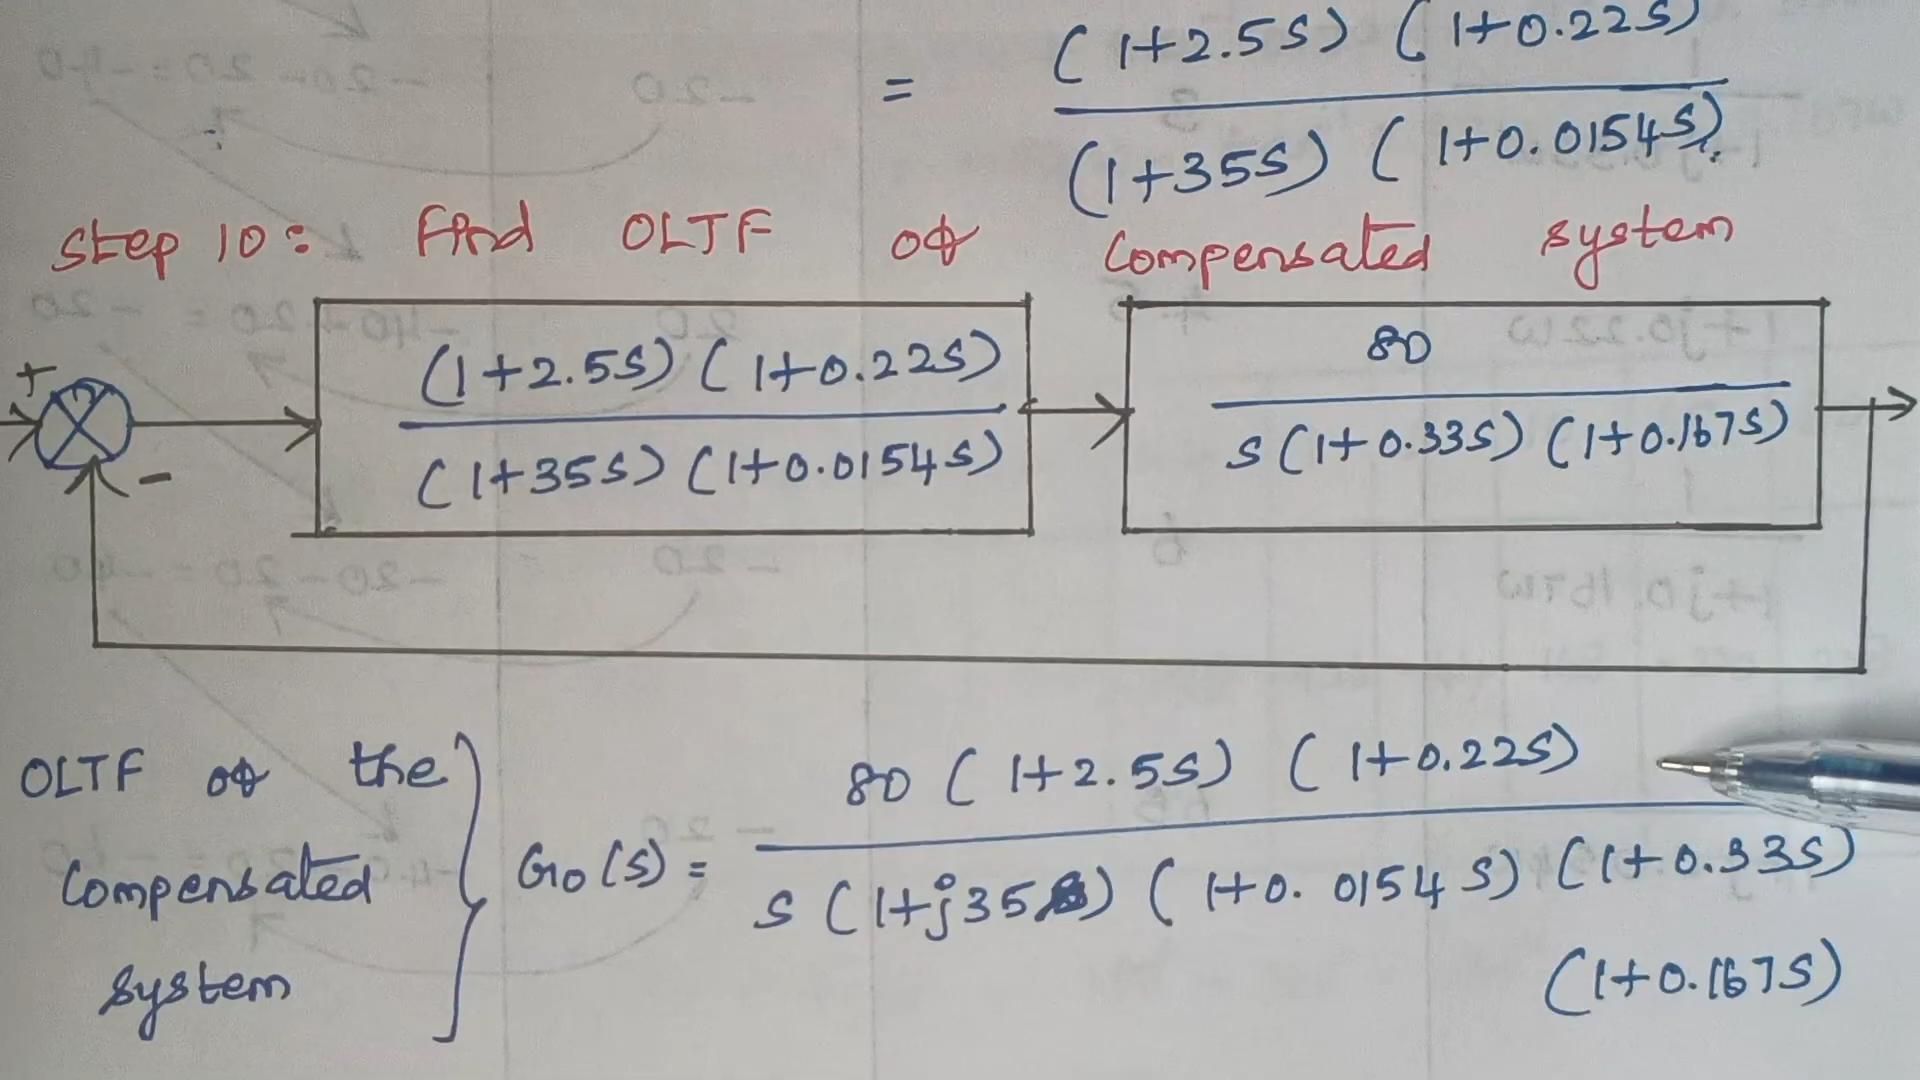 = (1+2.5s) (1+0.22s)
(1+35s) (1+0.0154s)
Step 10: Find OLTF of compensated system
+
(1+2.5s) (1+0.22s)
(1+35s) (1+0.0154s)
80
s(1+0.33s) (1+0.167s)
-
OLTF of the compensated system
G₀(s) = 80 (1+2.5s) (1+0.22s)
s (1+j35) (1+0.0154s) (1+0.33s)
(1+0.167s)